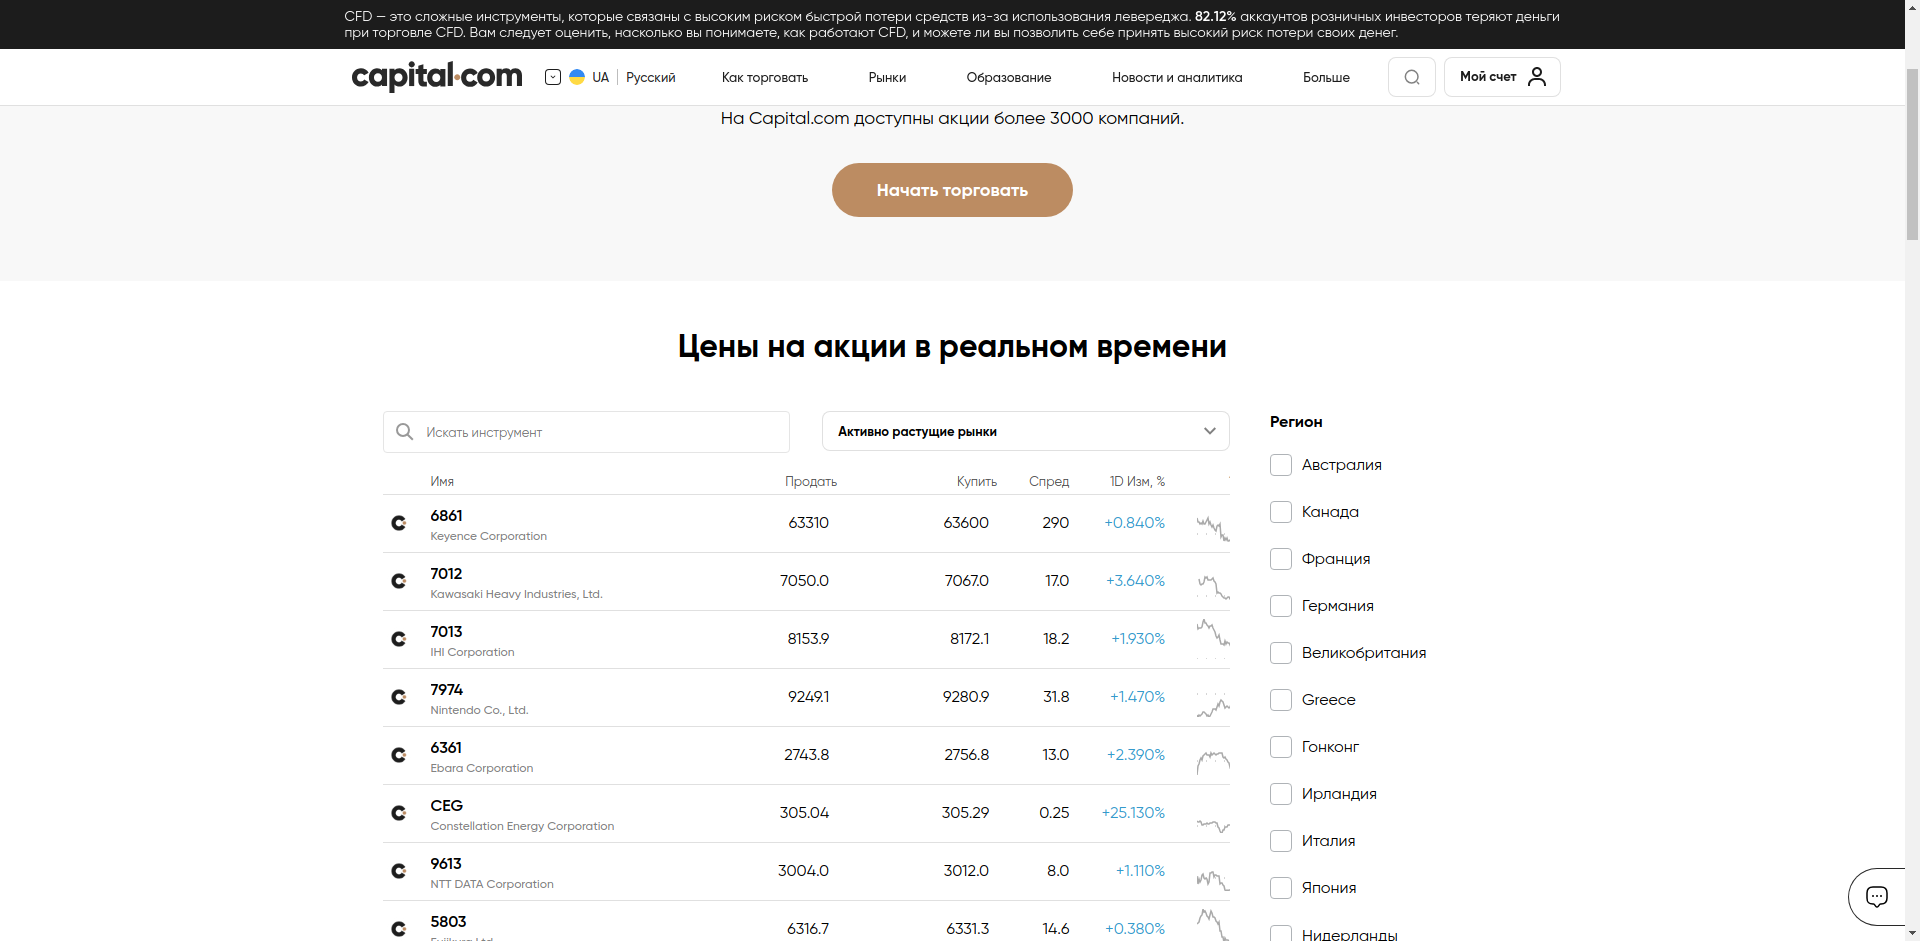 CFD — это сложные инструменты, которые связаны с высоким риском быстрой потери средств из-за использования левереджа. 82.12% аккаунтов розничных инвесторов теряют деньги
при торговле CFD. Вам следует оценить, насколько вы понимаете, как работают CFD, и можете ли вы позволить себе принять высокий риск потери своих денег.
capital.com UA Русский Как торговать Рынки Образование Новости и аналитика Больше Мой счет
На Capital.com доступны акции более 3000 компаний.
Начать торговать
Цены на акции в реальном времени
Искать инструмент
Активно растущие рынки
Имя Продать Купить Спред 1D Изм, %
6861 63310 63600 290 +0.840%
Keyence Corporation
7012 7050.0 7067.0 17.0 +3.640%
Kawasaki Heavy Industries, Ltd.
7013 8153.9 8172.1 18.2 +1.930%
IHI Corporation
7974 9249.1 9280.9 31.8 +1.470%
Nintendo Co., Ltd.
6361 2743.8 2756.8 13.0 +2.390%
Ebara Corporation
CEG 305.04 305.29 0.25 +25.130%
Constellation Energy Corporation
9613 3004.0 3012.0 8.0 +1.110%
NTT DATA Corporation
5803 6316.7 6331.3 14.6 +0.380%
Регион
Австралия
Канада
Франция
Германия
Великобритания
Greece
Гонконг
Ирландия
Италия
Япония
Нидерланды